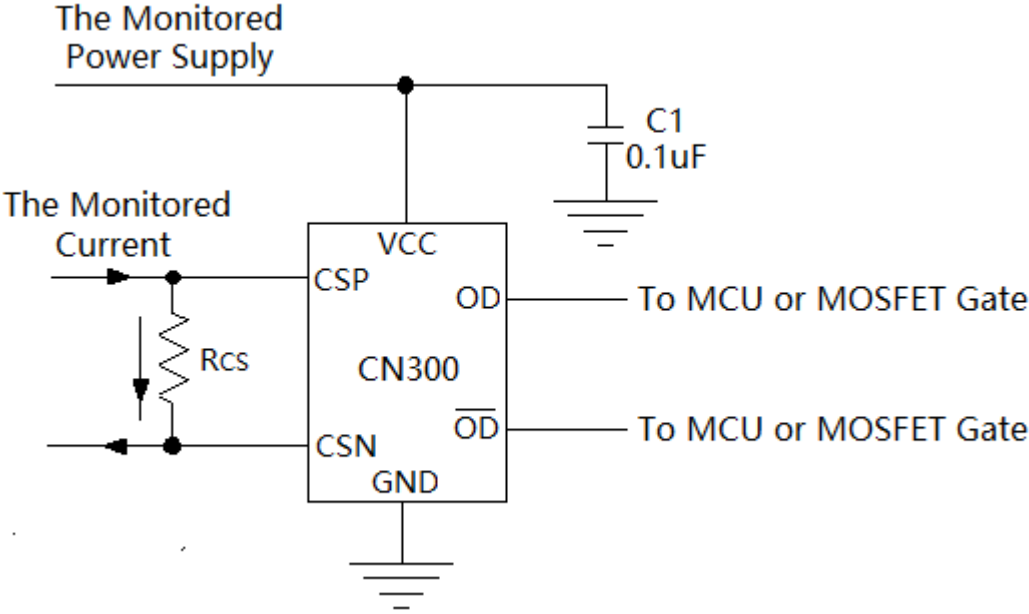 The Monitored
Power Supply
C1
0.1uF
The Monitored
Current
VCC
CSP
OD
To MCU or MOSFET Gate
RCS
CN300
O̅D̅
To MCU or MOSFET Gate
CSN
GND